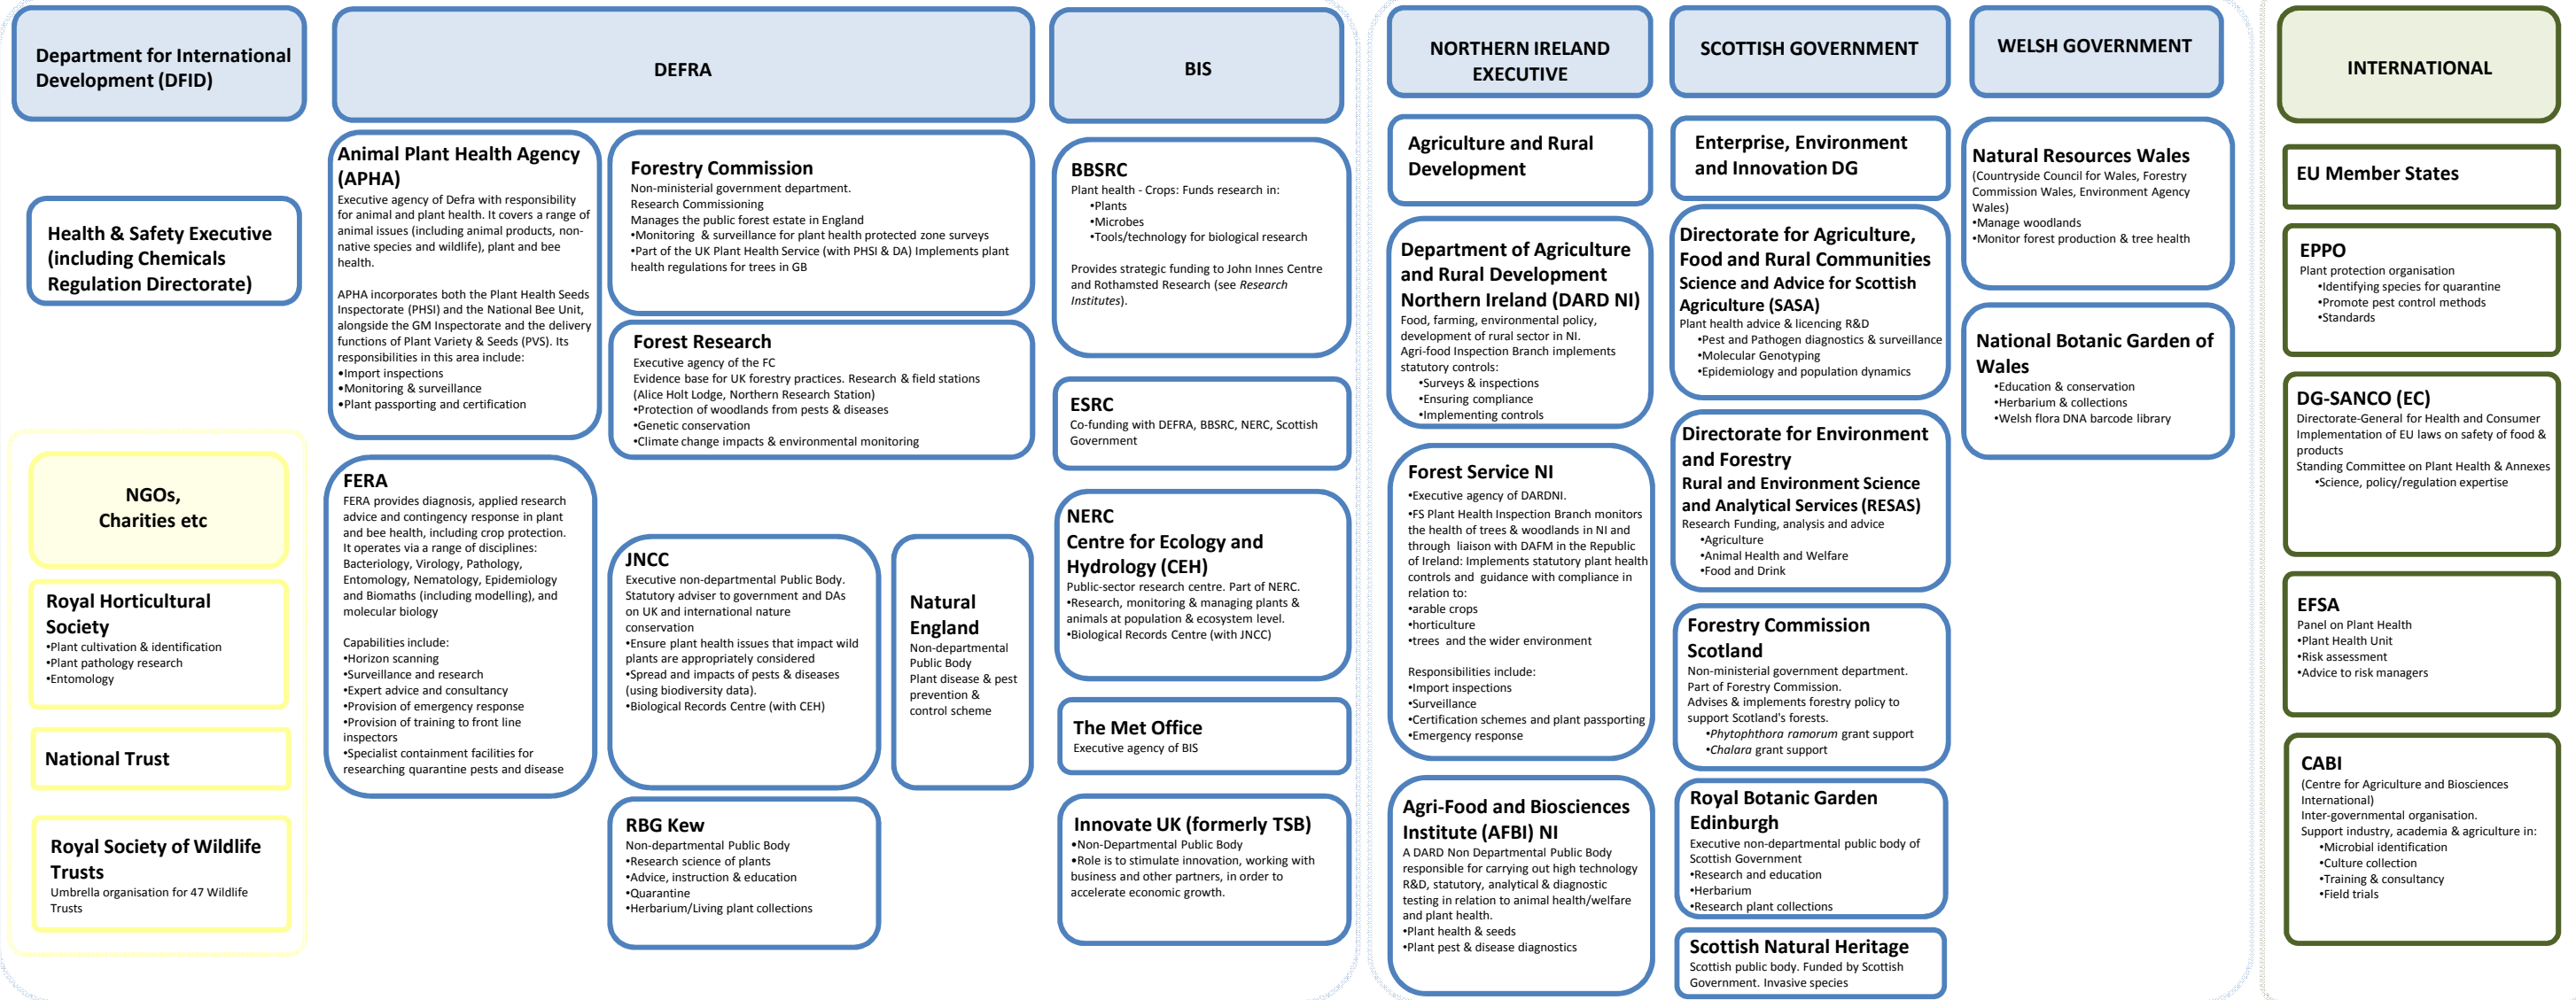 Department for International
Development (DFID)
Health & Safety Executive
(including Chemicals
Regulation Directorate)
NGOs,
Charities etc
Royal Horticultural
Society
•Plant cultivation & identification
•Plant pathology research
•Entomology
National Trust
Royal Society of Wildlife
Trusts
Umbrella organisation for 47 Wildlife
Trusts
DEFRA
Animal Plant Health Agency
(APHA)
Executive agency of Defra with responsibility
for animal and plant health. It covers a range of
animal issues (including animal products, non-
native species and wildlife), plant and bee
health.
APHA incorporates both the Plant Health Seeds
Inspectorate (PHSI) and the National Bee Unit,
alongside the GM Inspectorate and the delivery
functions of Plant Variety & Seeds (PVS). Its
responsibilities in this area include:
•Import inspections
•Monitoring & surveillance
•Plant passporting and certification
FERA
FERA provides diagnosis, applied research
advice and contingency response in plant
and bee health, including crop protection.
It operates via a range of disciplines:
Bacteriology, Virology, Pathology,
Entomology, Nematology, Epidemiology
and Biomaths (including modelling), and
molecular biology
Capabilities include:
•Horizon scanning
•Surveillance and research
•Expert advice and consultancy
•Provision of emergency response
•Provision of training to front line
inspectors
•Specialist containment facilities for
researching quarantine pests and disease
Forestry Commission
Non-ministerial government department.
Research Commissioning
Manages the public forest estate in England
•Monitoring & surveillance for plant health protected zone surveys
•Part of the UK Plant Health Service (with PHSI & DA) Implements plant
health regulations for trees in GB
Forest Research
Executive agency of the FC
Evidence base for UK forestry practices. Research & field stations
(Alice Holt Lodge, Northern Research Station)
•Protection of woodlands from pests & diseases
•Genetic conservation
•Climate change impacts & environmental monitoring
JNCC
Executive non-departmental Public Body.
Statutory adviser to government and DAs
on UK and international nature
conservation
•Ensure plant health issues that impact wild
plants are appropriately considered
•Spread and impacts of pests & diseases
(using biodiversity data).
•Biological Records Centre (with CEH)
Natural
England
Non-departmental
Public Body
Plant disease & pest
prevention &
control scheme
RBG Kew
Non-departmental Public Body
•Research science of plants
•Advice, instruction & education
•Quarantine
•Herbarium/Living plant collections
BIS
BBSRC
Plant health - Crops: Funds research in:
•Plants
•Microbes
•Tools/technology for biological research
Provides strategic funding to John Innes Centre
and Rothamsted Research (see Research
Institutes).
ESRC
Co-funding with DEFRA, BBSRC, NERC, Scottish
Government
NERC
Centre for Ecology and
Hydrology (CEH)
Public-sector research centre. Part of NERC.
•Research, monitoring & managing plants &
animals at population & ecosystem level.
•Biological Records Centre (with JNCC)
The Met Office
Executive agency of BIS
Innovate UK (formerly TSB)
•Non-Departmental Public Body
•Role is to stimulate innovation, working with
business and other partners, in order to
accelerate economic growth.
NORTHERN IRELAND
EXECUTIVE
Agriculture and Rural
Development
Department of Agriculture
and Rural Development
Northern Ireland (DARD NI)
Food, farming, environmental policy,
development of rural sector in NI.
Agri-food Inspection Branch implements
statutory controls:
•Surveys & inspections
•Ensuring compliance
•Implementing controls
Forest Service NI
•Executive agency of DARDNI.
•FS Plant Health Inspection Branch monitors
the health of trees & woodlands in NI and
through liaison with DAFM in the Republic
of Ireland: Implements statutory plant health
controls and guidance with compliance in
relation to:
•arable crops
•horticulture
•trees and the wider environment
Responsibilities include:
•Import inspections
•Surveillance
•Certification schemes and plant passporting
•Emergency response
Agri-Food and Biosciences
Institute (AFBI) NI
A DARD Non Departmental Public Body
responsible for carrying out high technology
R&D, statutory, analytical & diagnostic
testing in relation to animal health/welfare
and plant health.
•Plant health & seeds
•Plant pest & disease diagnostics
SCOTTISH GOVERNMENT
Enterprise, Environment
and Innovation DG
Directorate for Agriculture,
Food and Rural Communities
Science and Advice for Scottish
Agriculture (SASA)
Plant health advice & licencing R&D
•Pest and Pathogen diagnostics & surveillance
•Molecular Genotyping
•Epidemiology and population dynamics
Directorate for Environment
and Forestry
Rural and Environment Science
and Analytical Services (RESAS)
Research Funding, analysis and advice
•Agriculture
•Animal Health and Welfare
•Food and Drink
Forestry Commission
Scotland
Non-ministerial government department.
Part of Forestry Commission.
Advises & implements forestry policy to
support Scotland's forests.
•Phytophthora ramorum grant support
•Chalara grant support
Royal Botanic Garden
Edinburgh
Executive non-departmental public body of
Scottish Government
•Research and education
•Herbarium
•Research plant collections
Scottish Natural Heritage
Scottish public body. Funded by Scottish
Government. Invasive species
WELSH GOVERNMENT
Natural Resources Wales
(Countryside Council for Wales, Forestry
Commission Wales, Environment Agency
Wales)
•Manage woodlands
•Monitor forest production & tree health
National Botanic Garden of
Wales
•Education & conservation
•Herbarium & collections
•Welsh flora DNA barcode library
INTERNATIONAL
EU Member States
EPPO
Plant protection organisation
•Identifying species for quarantine
•Promote pest control methods
•Standards
DG-SANCO (EC)
Directorate-General for Health and Consumer
Implementation of EU laws on safety of food &
products
Standing Committee on Plant Health & Annexes
•Science, policy/regulation expertise
EFSA
Panel on Plant Health
•Plant Health Unit
•Risk assessment
•Advice to risk managers
CABI
(Centre for Agriculture and Biosciences
International)
Inter-governmental organisation.
Support industry, academia & agriculture in:
•Microbial identification
•Culture collection
•Training & consultancy
•Field trials